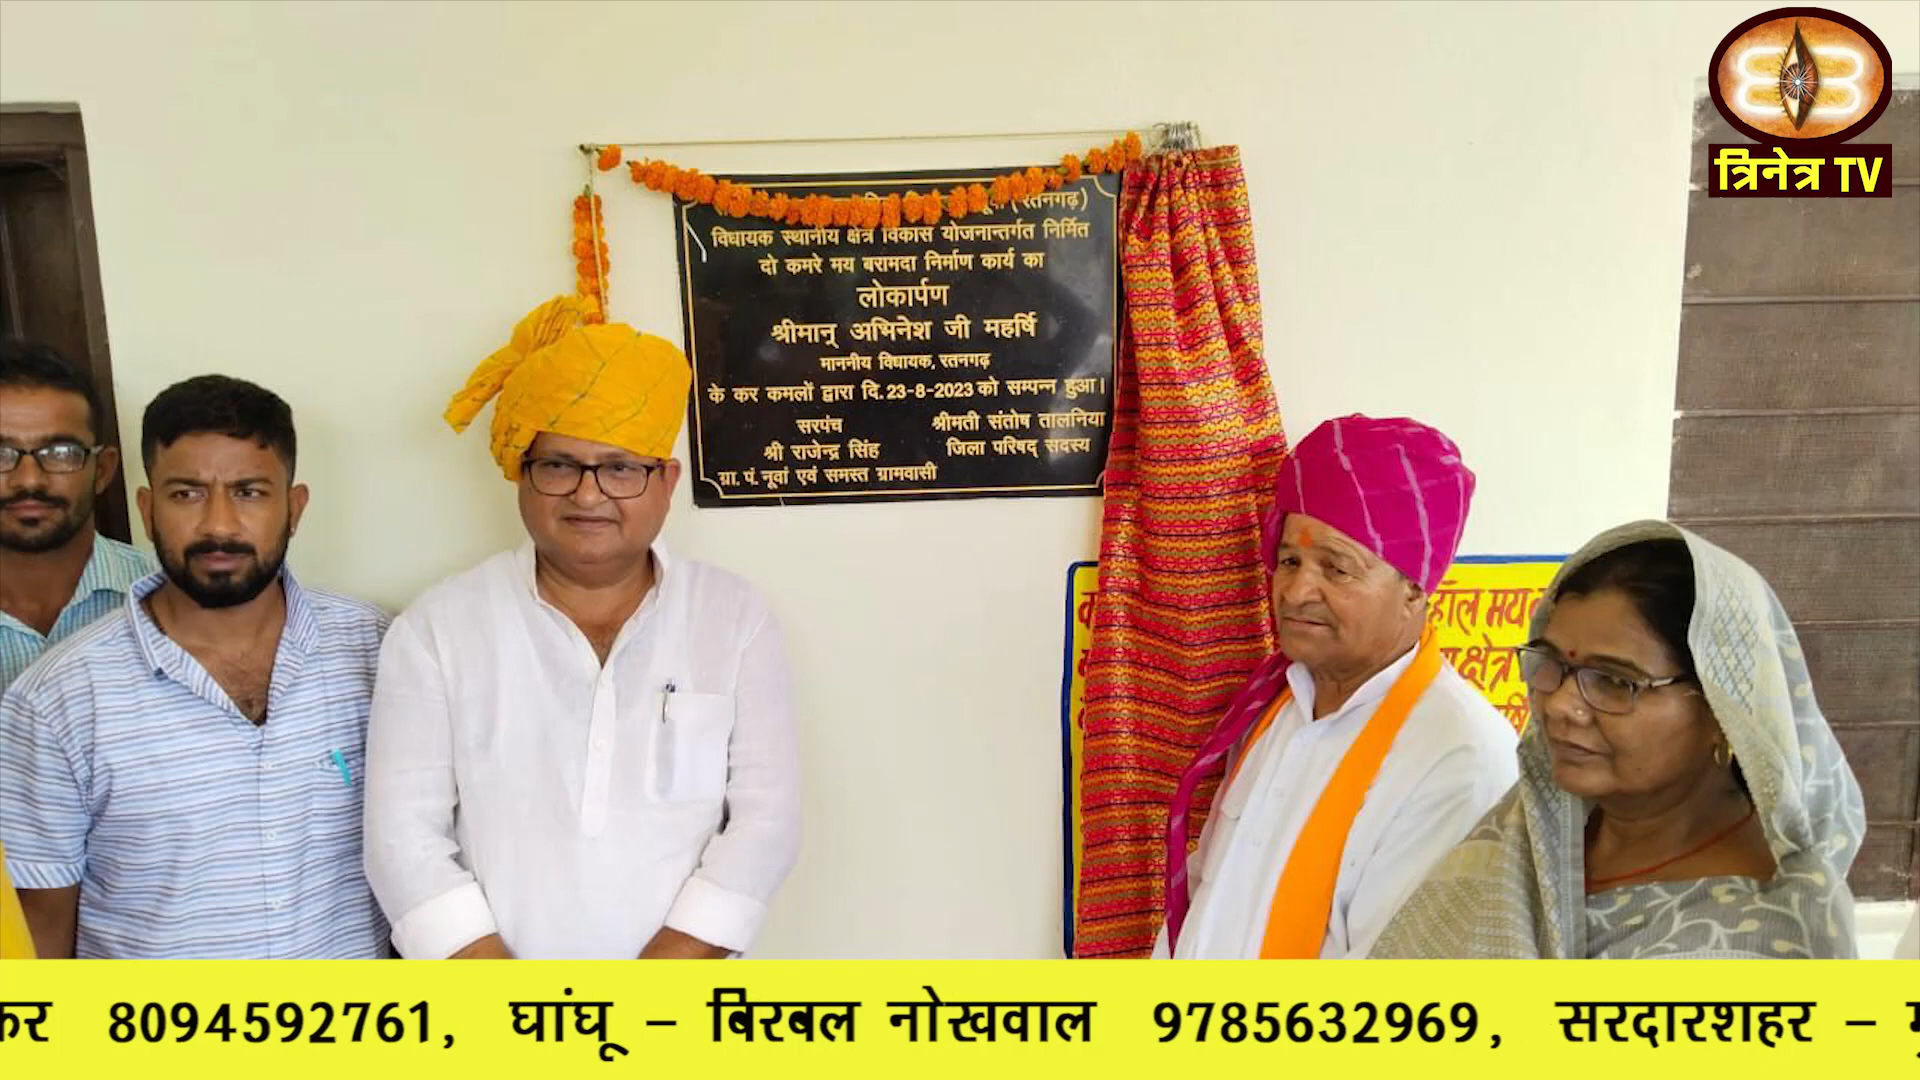 त्रिनेत्र TV
(रतनगढ़)
विधायक स्थानीय क्षेत्र विकास योजनान्तर्गत निर्मित
दो कमरे मय बरामदा निर्माण कार्य का
लोकार्पण
श्रीमान् अभिनेश जी महर्षि
माननीय विधायक, रतनगढ़
के कर कमलों द्वारा दि. 23-8-2023 को सम्पन्न हुआ।
सरपंच श्रीमती संतोष तालनिया
श्री राजेन्द्र सिंह जिला परिषद् सदस्य
ग्रा. पं. नूवां एवं समस्त ग्रामवासी
हॉल मय
क्षेत्र
8094592761, घांघू – बिरबल नोखवाल 9785632969, सरदारशहर –